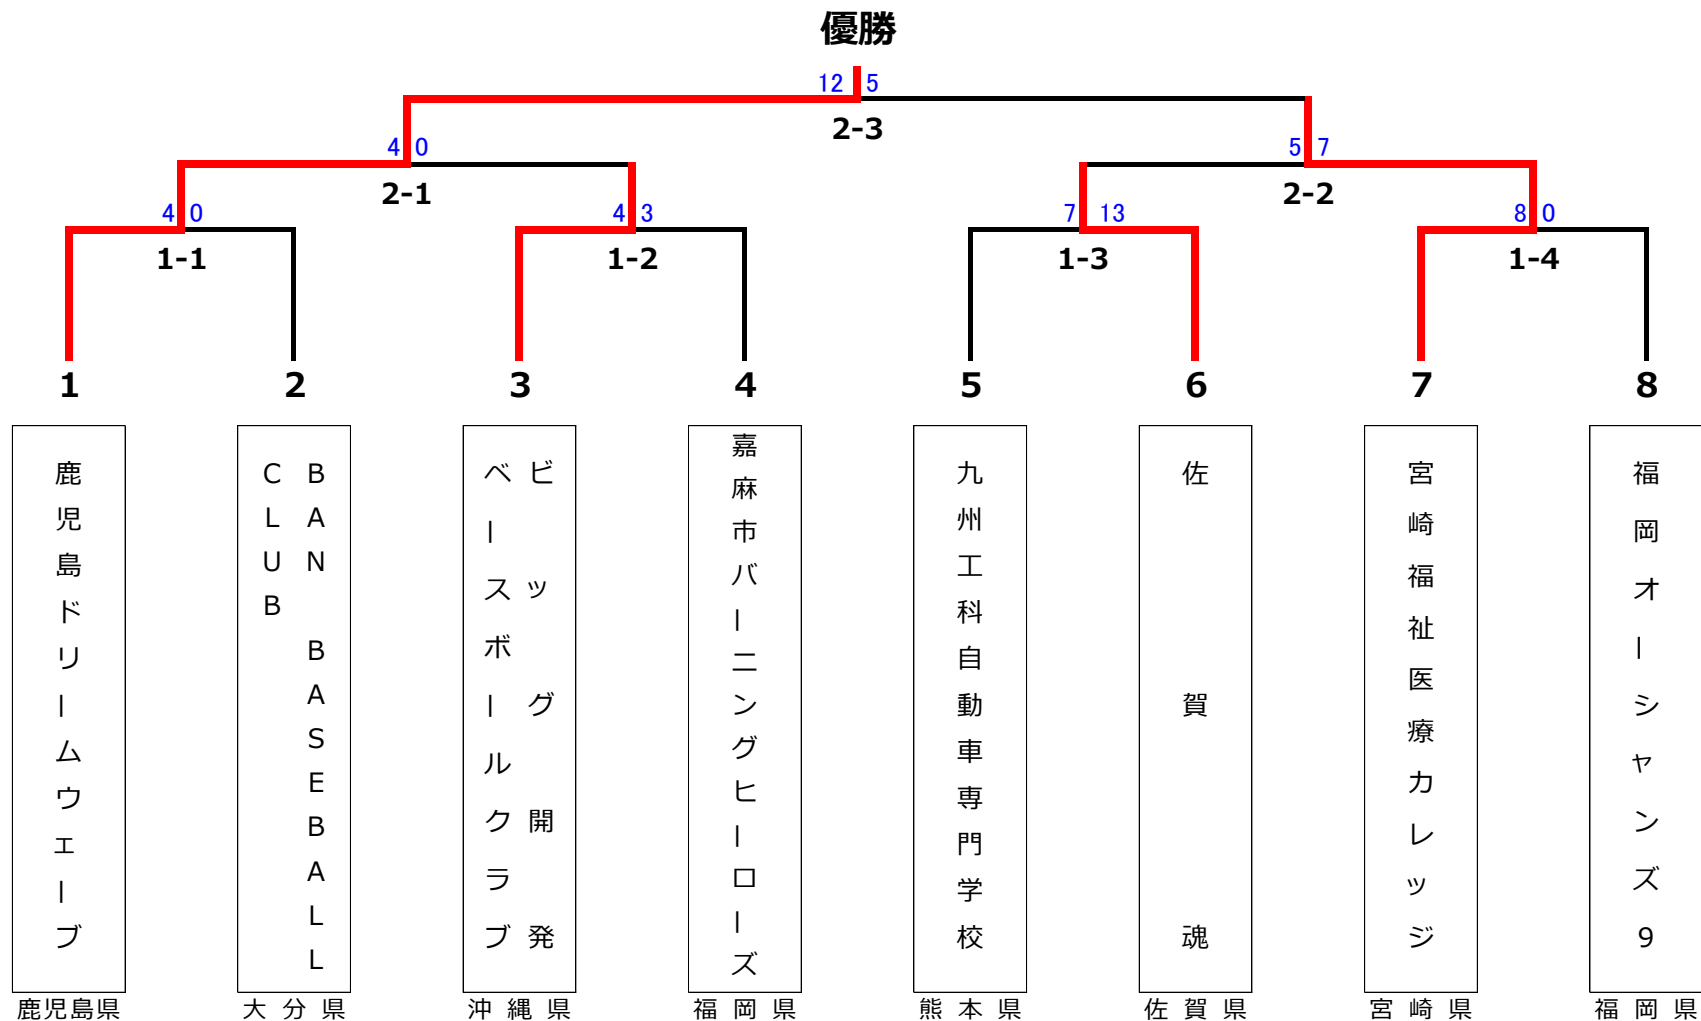 優勝
12 5
2-3
4 0
5 7
2-1
2-2
4 0
4 3
7 13
8 0
1-1
1-2
1-3
1-4
1
2
3
4
5
6
7
8
鹿児島ドリームウェーブ
BAN BASEBALL
CLUB
ビッグ開発
ベースボールクラブ
嘉麻市バーニングヒーローズ
九州工科自動車専門学校
佐賀魂
宮崎福祉医療カレッジ
福岡オーシャンズ9
鹿児島県
大分県
沖縄県
福岡県
熊本県
佐賀県
宮崎県
福岡県